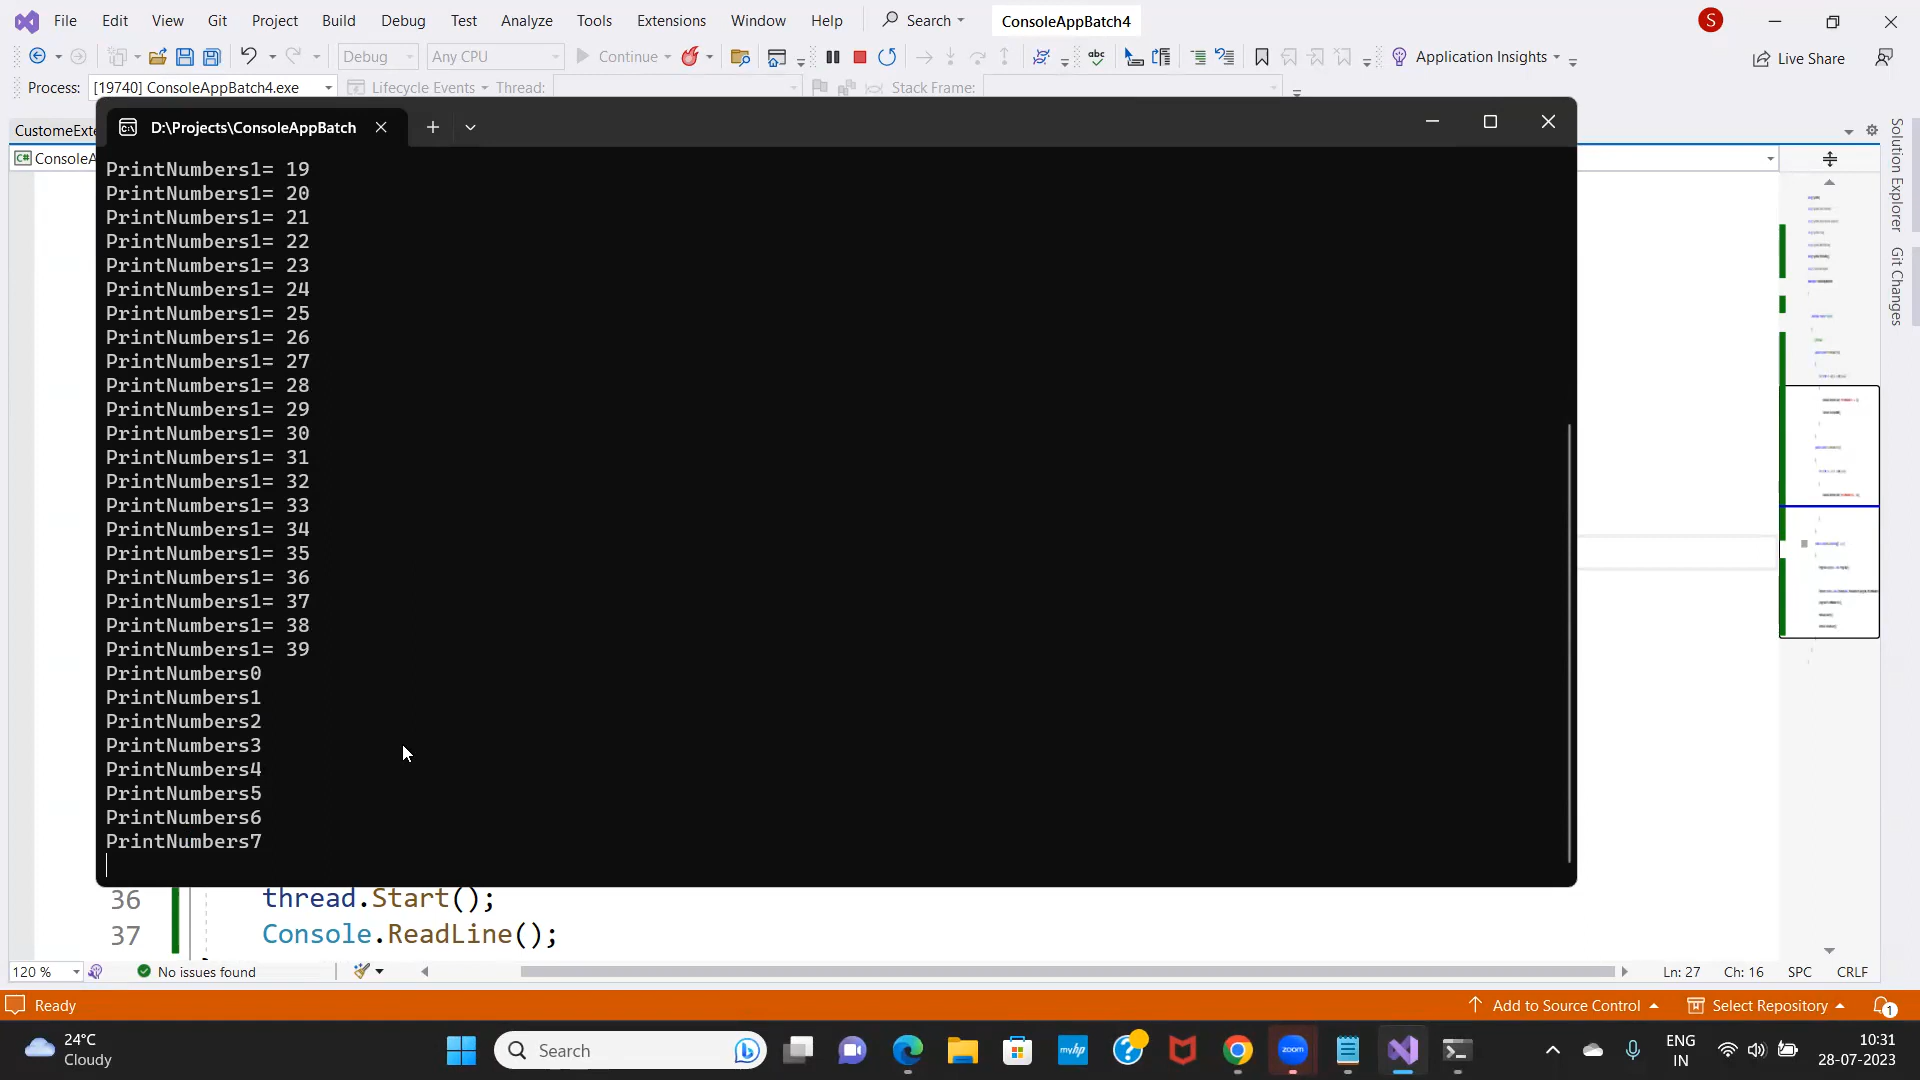 File Edit View Git Project Build Debug Test Analyze Tools Extensions Window Help Search ConsoleAppBatch4 S
Debug Any CPU Continue abc Application Insights Live Share
Process: [19740] ConsoleAppBatch4.exe Lifecycle Events Thread: Stack Frame:
CustomeExte
ConsoleA
D:\Projects\ConsoleAppBatch
PrintNumbers1= 19
PrintNumbers1= 20
PrintNumbers1= 21
PrintNumbers1= 22
PrintNumbers1= 23
PrintNumbers1= 24
PrintNumbers1= 25
PrintNumbers1= 26
PrintNumbers1= 27
PrintNumbers1= 28
PrintNumbers1= 29
PrintNumbers1= 30
PrintNumbers1= 31
PrintNumbers1= 32
PrintNumbers1= 33
PrintNumbers1= 34
PrintNumbers1= 35
PrintNumbers1= 36
PrintNumbers1= 37
PrintNumbers1= 38
PrintNumbers1= 39
PrintNumbers0
PrintNumbers1
PrintNumbers2
PrintNumbers3
PrintNumbers4
PrintNumbers5
PrintNumbers6
PrintNumbers7
Solution Explorer
Git Changes
36 thread.Start();
37 Console.ReadLine();
120 % No issues found Ln: 27 Ch: 16 SPC CRLF
Ready Add to Source Control Select Repository 1
24°C
Cloudy
Search
myhp
zoom
ENG
IN
10:31
28-07-2023